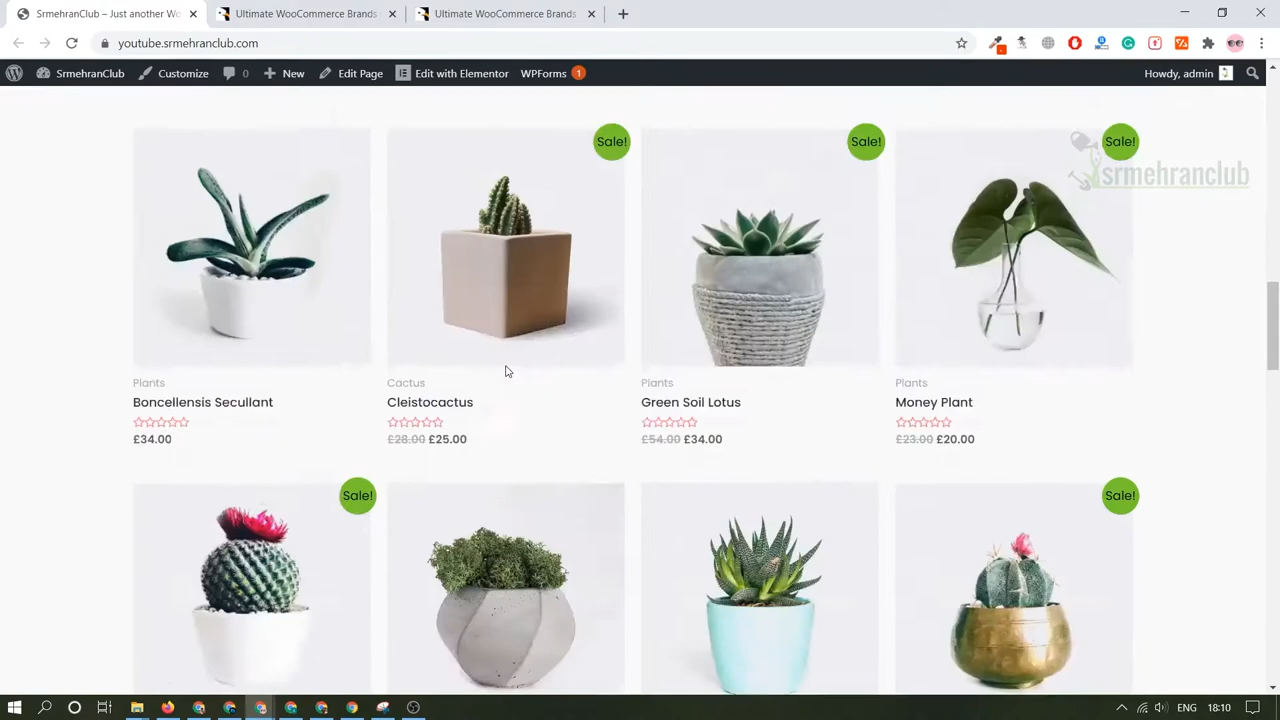 SrmehranClub – Just another Wo
Ultimate WooCommerce Brands
Ultimate WooCommerce Brands
youtube.srmehranclub.com
SrmehranClub Customize 0 New Edit Page Edit with Elementor WPForms 1 Howdy, admin
Sale! Sale! Sale!
srmehranclub
Plants Cactus Plants Plants
Boncellensis Secullant Cleistocactus Green Soil Lotus Money Plant
£34.00 £28.00 £25.00 £54.00 £34.00 £23.00 £20.00
Sale! Sale!
ENG 18:10